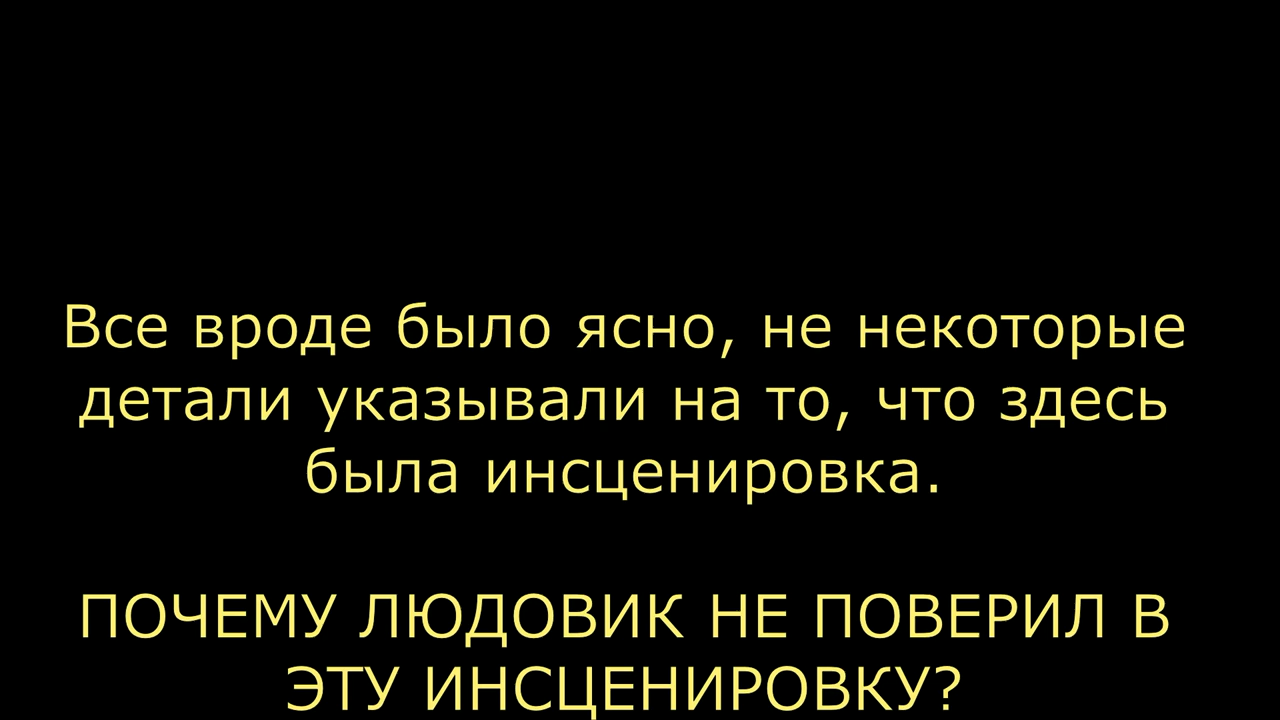 Все вроде было ясно, не некоторые
детали указывали на то, что здесь
была инсценировка.
ПОЧЕМУ ЛЮДОВИК НЕ ПОВЕРИЛ В
ЭТУ ИНСЦЕНИРОВКУ?